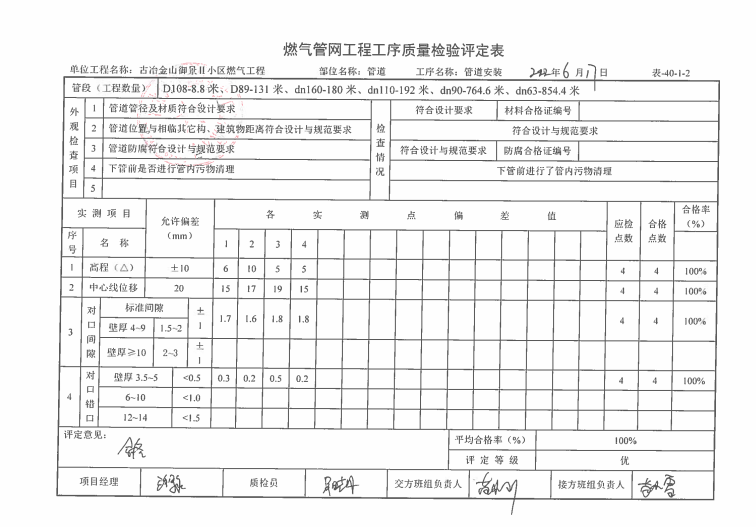 燃气管网工程工序质量检验评定表
单位工程名称：古冶金山御景II小区燃气工程 部位名称：管道 工序名称：管道安装 2022年6月17日 表-40-1-2
管段（工程数量） D108-8.8米、D89-131米、dn160-180米、dn110-192米、dn90-764.6米、dn63-854.4米
外观检查项目 检查情况
1 管道管径及材质符合设计要求 符合设计要求 材料合格证编号
2 管道位置与相临其它构、建筑物距离符合设计与规范要求 符合设计与规范要求
3 管道防腐符合设计与规范要求 符合设计与规范要求 防腐合格证编号
4 下管前是否进行管内污物清理 下管前进行了管内污物清理
5
实测项目 允许偏差（mm） 各实测点偏差值 应检点数 合格点数 合格率（%）
序号 名称 1 2 3 4
1 高程（△） ±10 6 10 5 5 4 4 100%
2 中心线位移 20 15 17 19 15 4 4 100%
3 对口间隙 标准间隙 ±1 1.7 1.6 1.8 1.8 4 4 100%
壁厚4~9 1.5~2
壁厚≥10 2~3 ±1
4 对口错口 壁厚3.5~5 <0.5 0.3 0.2 0.5 0.2 4 4 100%
6~10 <1.0
12~14 <1.5
评定意见： 合格 平均合格率（%） 100%
评定等级 优
项目经理 质检员 交方班组负责人 接方班组负责人